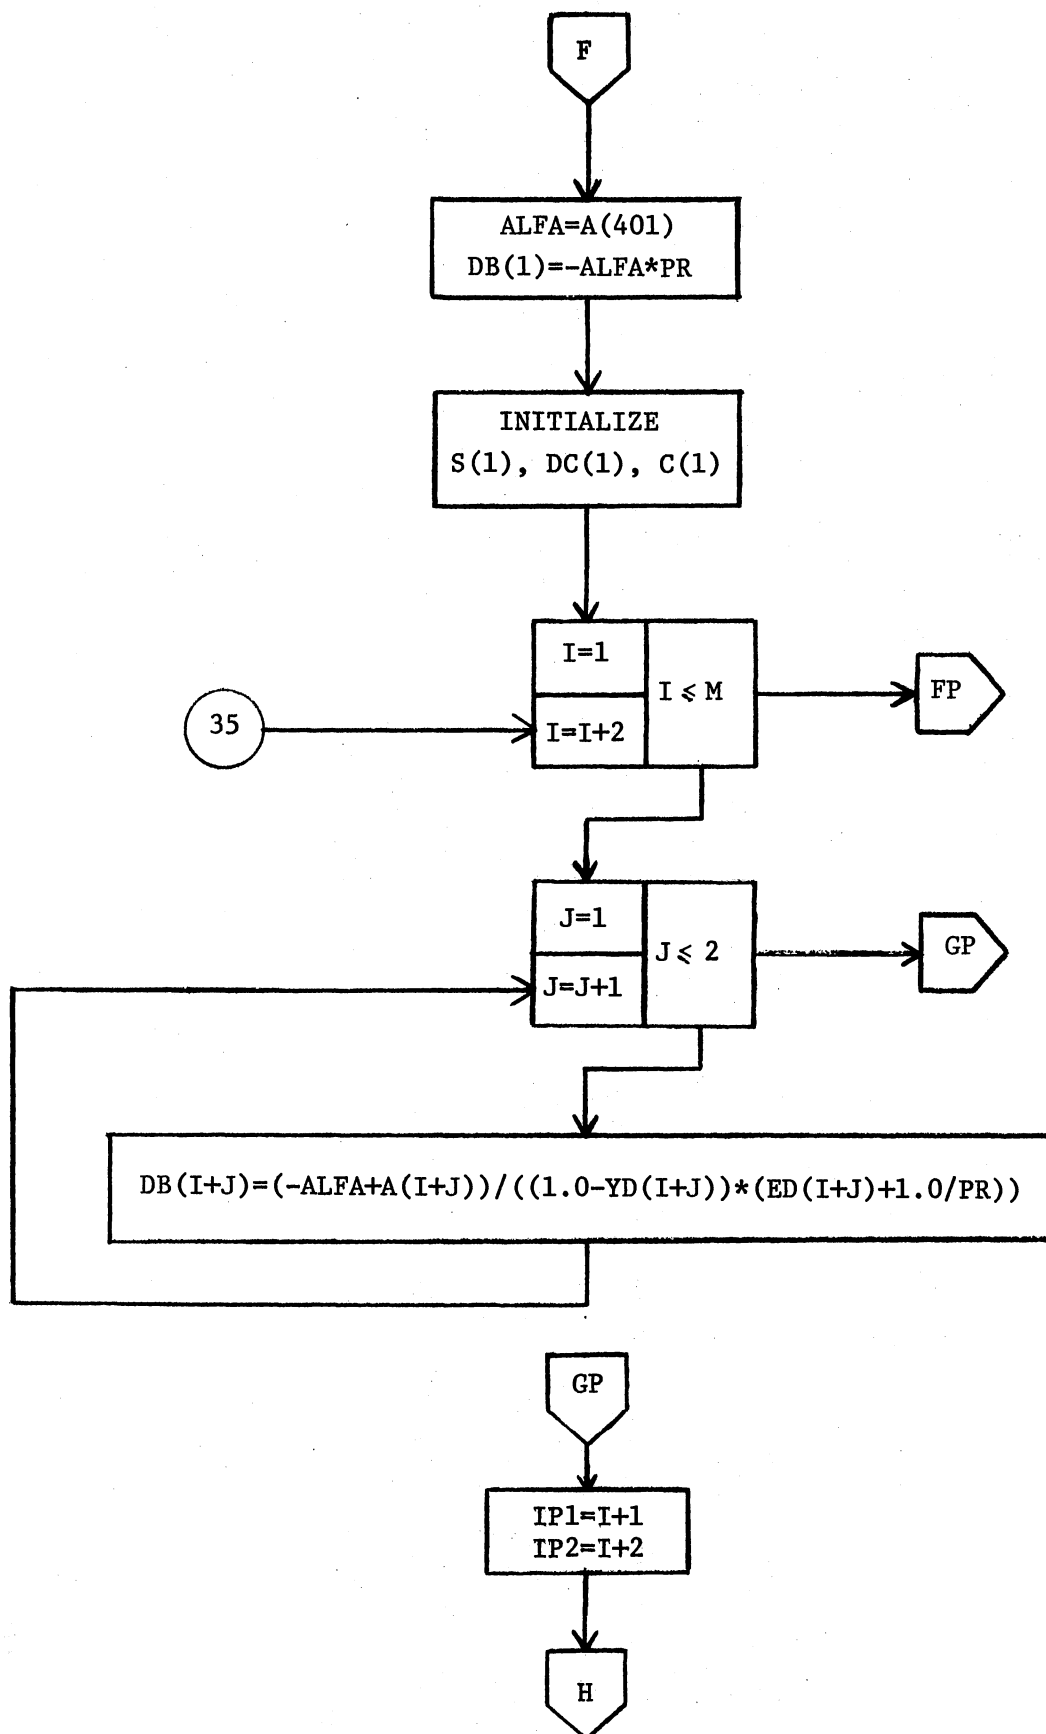 F
ALFA=A(401)
DB(1)=-ALFA*PR
INITIALIZE
S(1), DC(1), C(1)
I=1
I ⩽ M
FP
35
I=I+2
J=1
J ⩽ 2
GP
J=J+1
DB(I+J)=(-ALFA+A(I+J))/((1.0-YD(I+J))*(ED(I+J)+1.0/PR))
GP
IP1=I+1
IP2=I+2
H